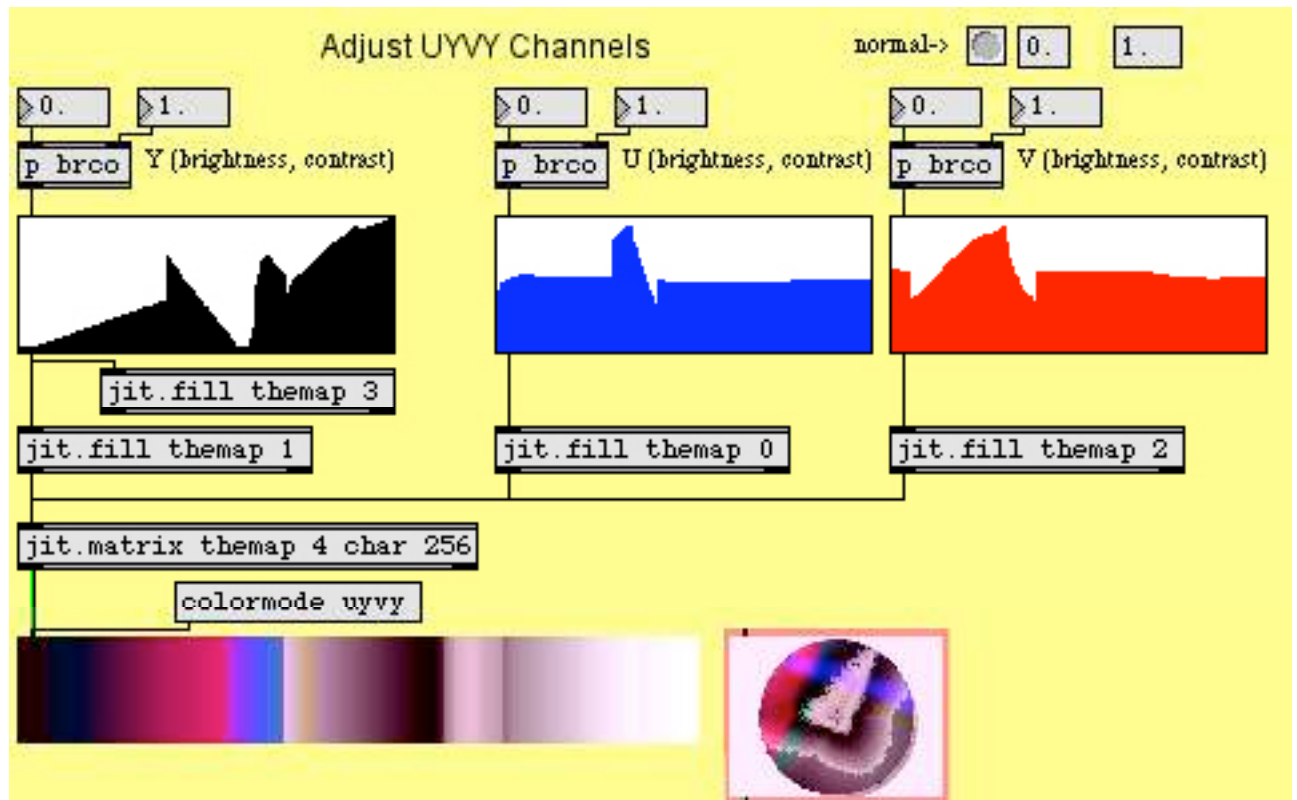 Adjust UYVY Channels
normal-> 0. 1.
0. 1. 0. 1. 0. 1.
p brco Y (brightness, contrast) p brco U (brightness, contrast) p brco V (brightness, contrast)
jit.fill themap 3
jit.fill themap 1 jit.fill themap 0 jit.fill themap 2
jit.matrix themap 4 char 256
colormode uyvy